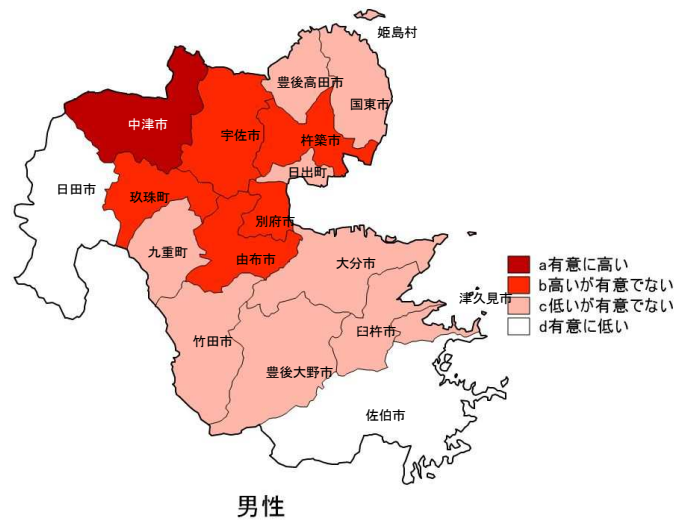 姫島村
豊後高田市
国東市
中津市
宇佐市
杵築市
日出町
日田市
玖珠町
別府市
九重町
由布市
大分市
津久見市
臼杵市
竹田市
豊後大野市
佐伯市
a有意に高い
b高いが有意でない
c低いが有意でない
d有意に低い
男性